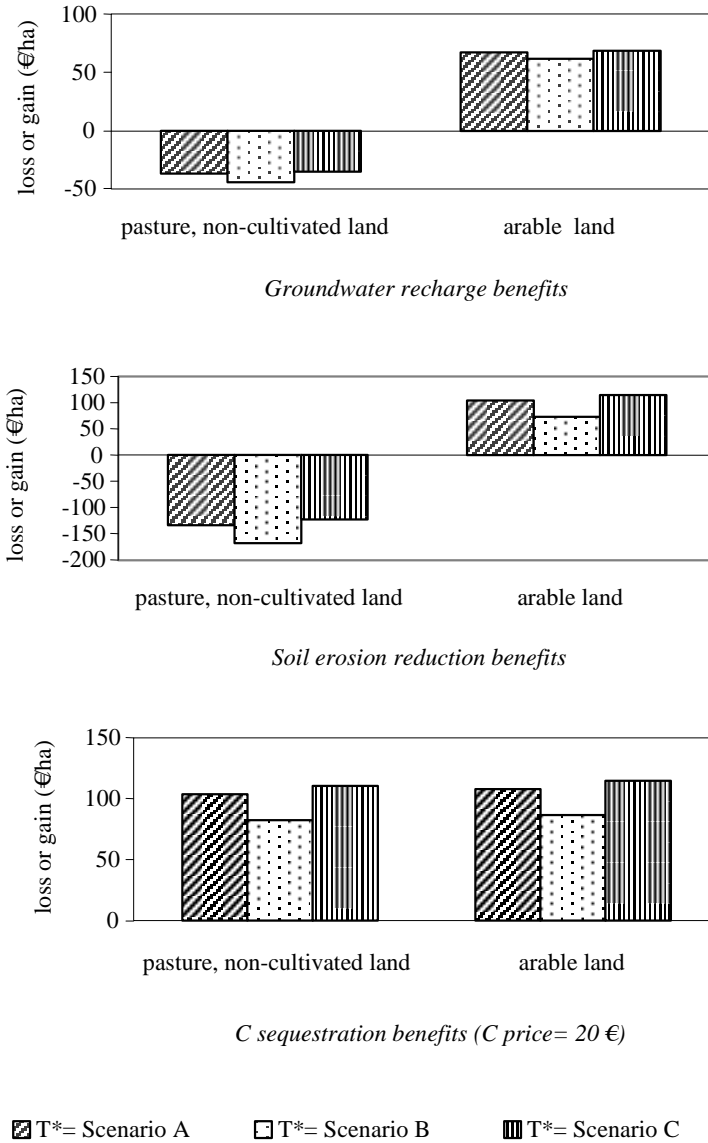 loss or gain (€/ha)
100
50
0
-50
pasture, non-cultivated land
arable land
Groundwater recharge benefits
loss or gain (€/ha)
150
100
50
0
-50
-100
-150
-200
pasture, non-cultivated land
arable land
Soil erosion reduction benefits
loss or gain (€/ha)
150
100
50
0
pasture, non-cultivated land
arable land
C sequestration benefits (C price= 20 €)
T*= Scenario A
T*= Scenario B
T*= Scenario C